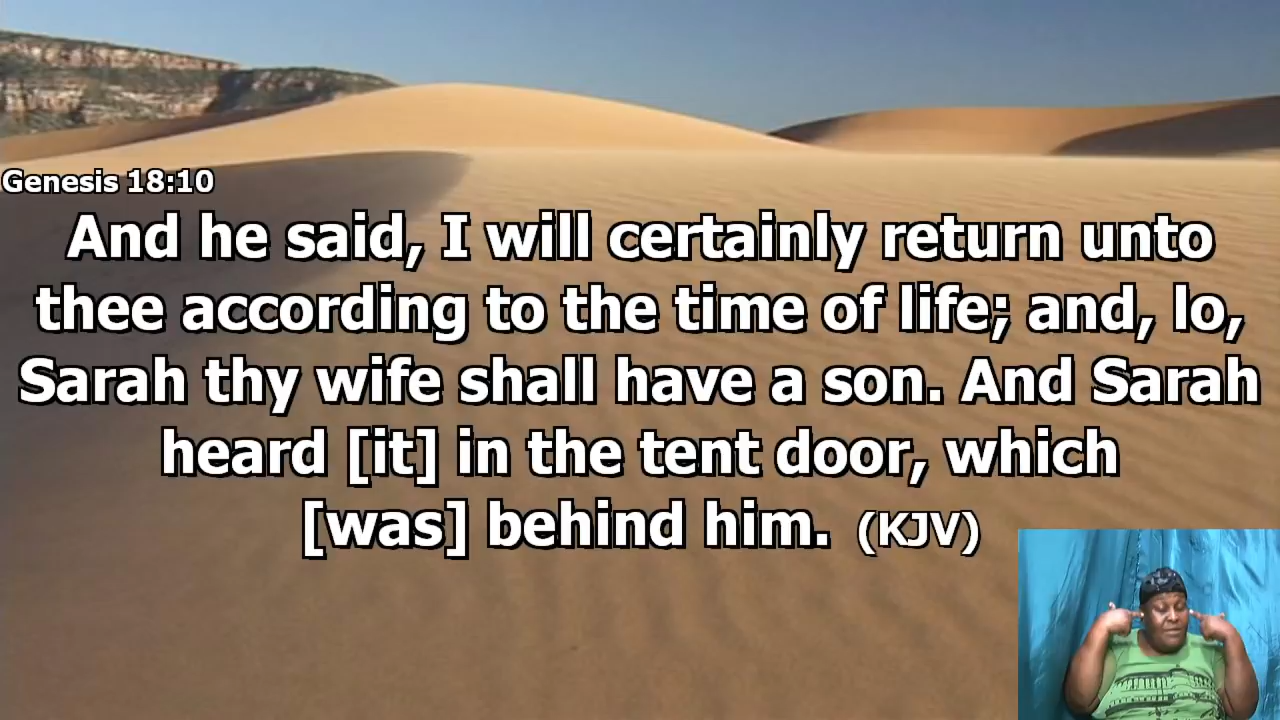 Genesis 18:10
And he said, I will certainly return unto
thee according to the time of life; and, lo,
Sarah thy wife shall have a son. And Sarah
heard [it] in the tent door, which
[was] behind him. (KJV)